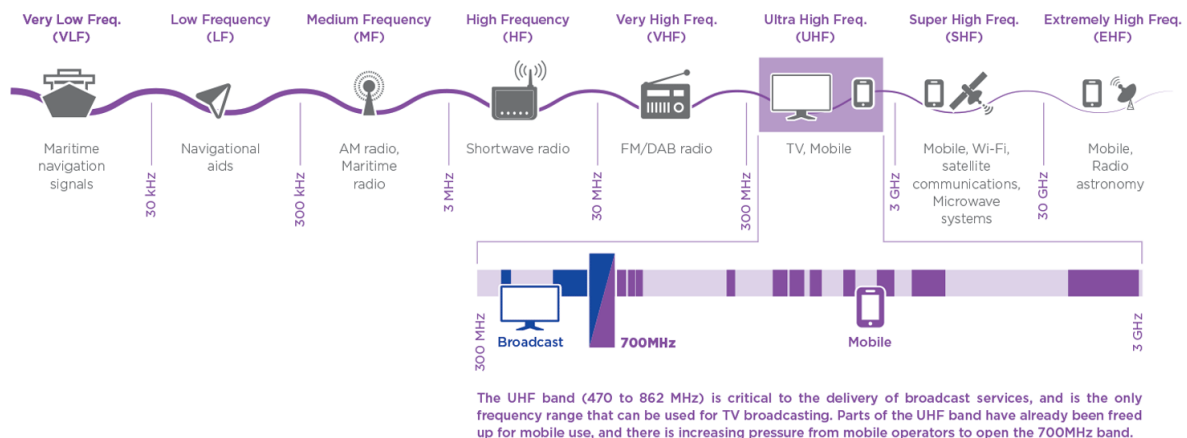 Very Low Freq.
(VLF)
Low Frequency
(LF)
Medium Frequency
(MF)
High Frequency
(HF)
Very High Freq.
(VHF)
Ultra High Freq.
(UHF)
Super High Freq.
(SHF)
Extremely High Freq.
(EHF)
Maritime
navigation
signals
Navigational
aids
AM radio,
Maritime
radio
Shortwave radio
FM/DAB radio
TV, Mobile
Mobile, Wi-Fi,
satellite
communications,
Microwave
systems
Mobile,
Radio
astronomy
30 kHz
300 kHz
3 MHz
30 MHz
300 MHz
3 GHz
30 GHz
300 MHz
Broadcast
700MHz
Mobile
3 GHz
The UHF band (470 to 862 MHz) is critical to the delivery of broadcast services, and is the only
frequency range that can be used for TV broadcasting. Parts of the UHF band have already been freed
up for mobile use, and there is increasing pressure from mobile operators to open the 700MHz band.